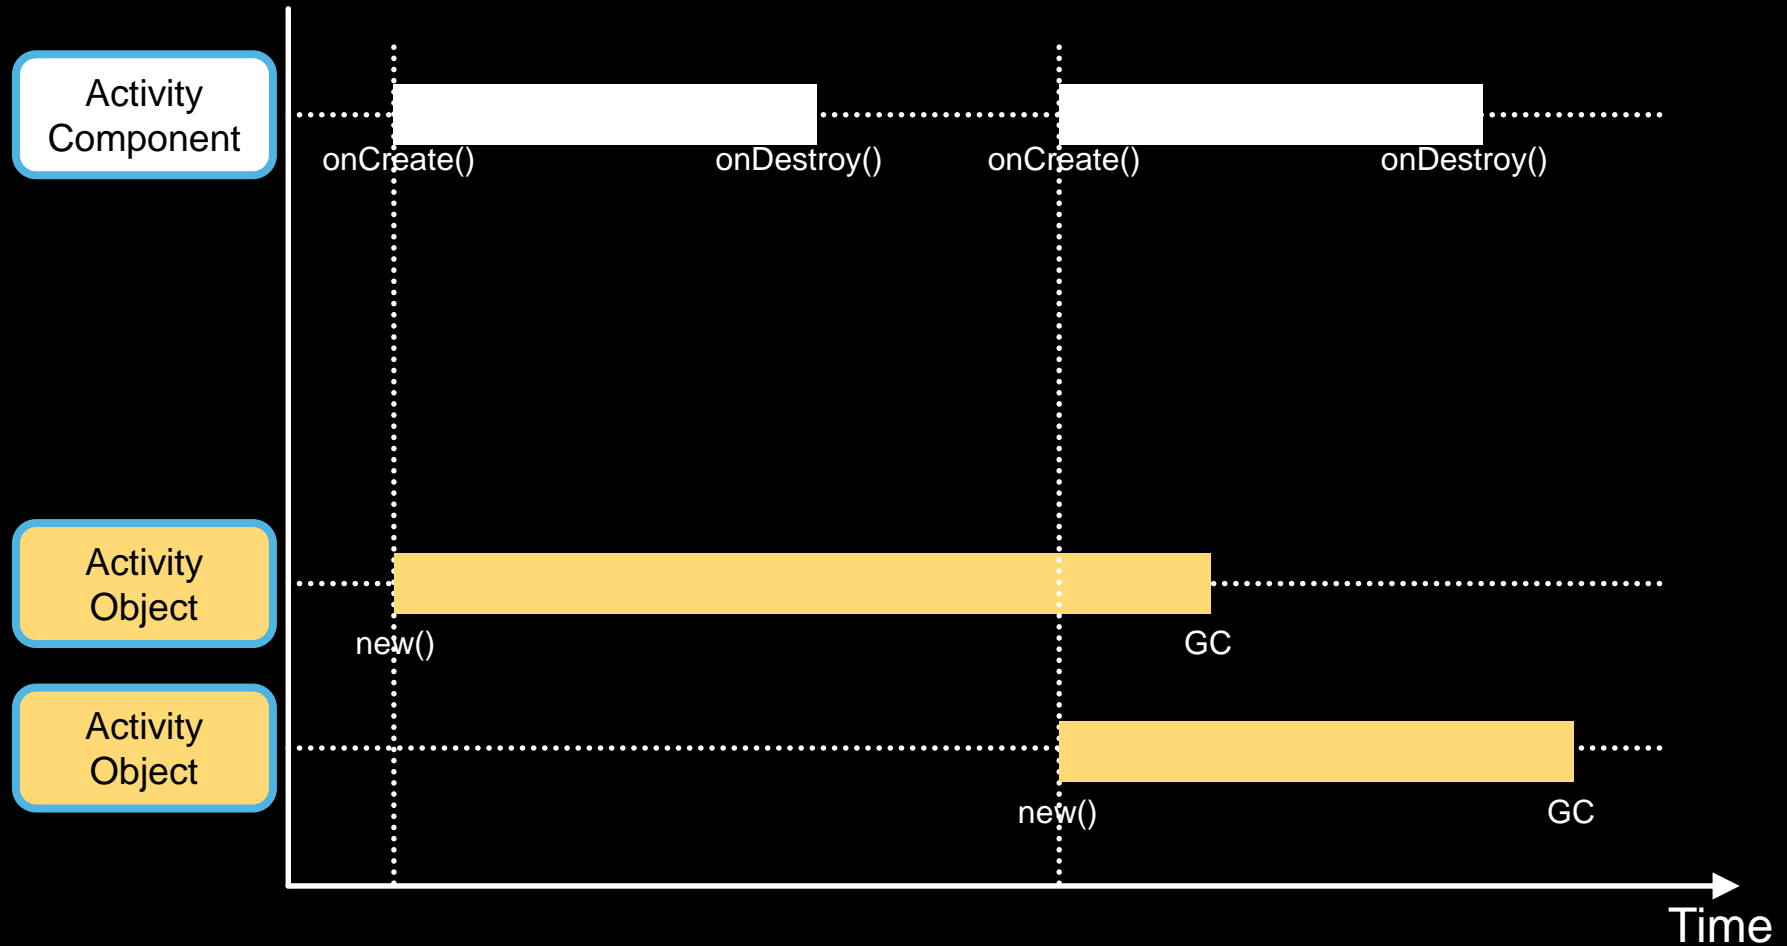 Activity
Component
onCreate()
onDestroy()
onCreate()
onDestroy()
Activity
Object
new()
GC
Activity
Object
new()
GC
Time